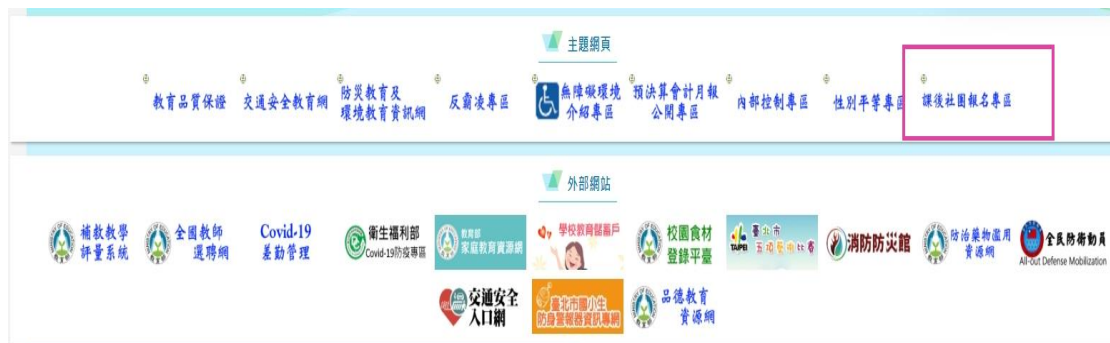 主題網頁
教育品質保證
交通安全教育網
防災教育及
環境教育資訊網
反霸凌專區
無障礙環境
介紹專區
預決算會計月報
公開專區
內部控制專區
性別平等專區
課後社團報名專區
外部網站
補救教學
評量系統
全國教師
選聘網
Covid-19
差勤管理
衛生福利部
Covid-19防疫專區
教育部
家庭教育資源網
學校教育儲蓄戶
校園食材
登錄平臺
TAIPEI
臺北市
五項藝術比賽
消防防災館
防治藥物濫用
資源網
全民防衛動員
All-out Defense Mobilization
交通安全
入口網
臺北市國小生
防身警報器資訊專網
品德教育
資源網